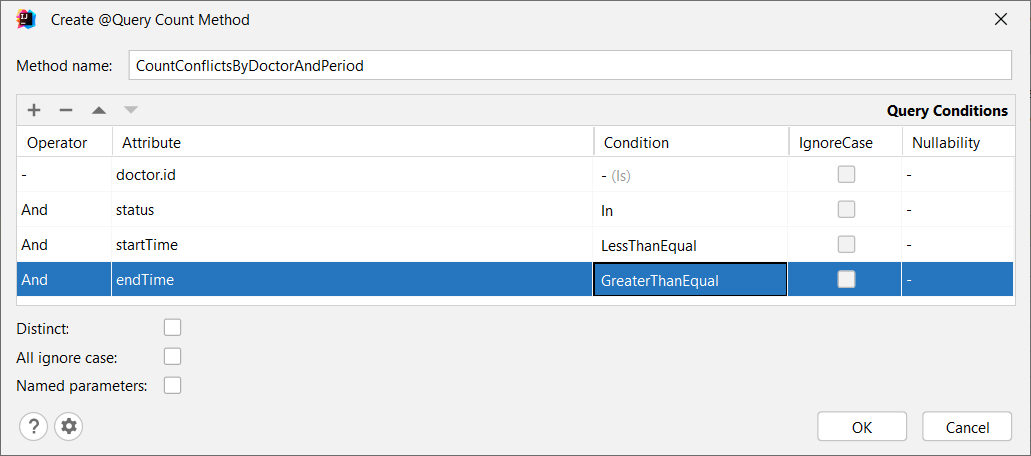 Create @Query Count Method
Method name: CountConflictsByDoctorAndPeriod
Query Conditions
Operator Attribute Condition IgnoreCase Nullability
- doctor.id - (Is) -
And status In -
And startTime LessThanEqual -
And endTime GreaterThanEqual -
Distinct:
All ignore case:
Named parameters:
? OK Cancel